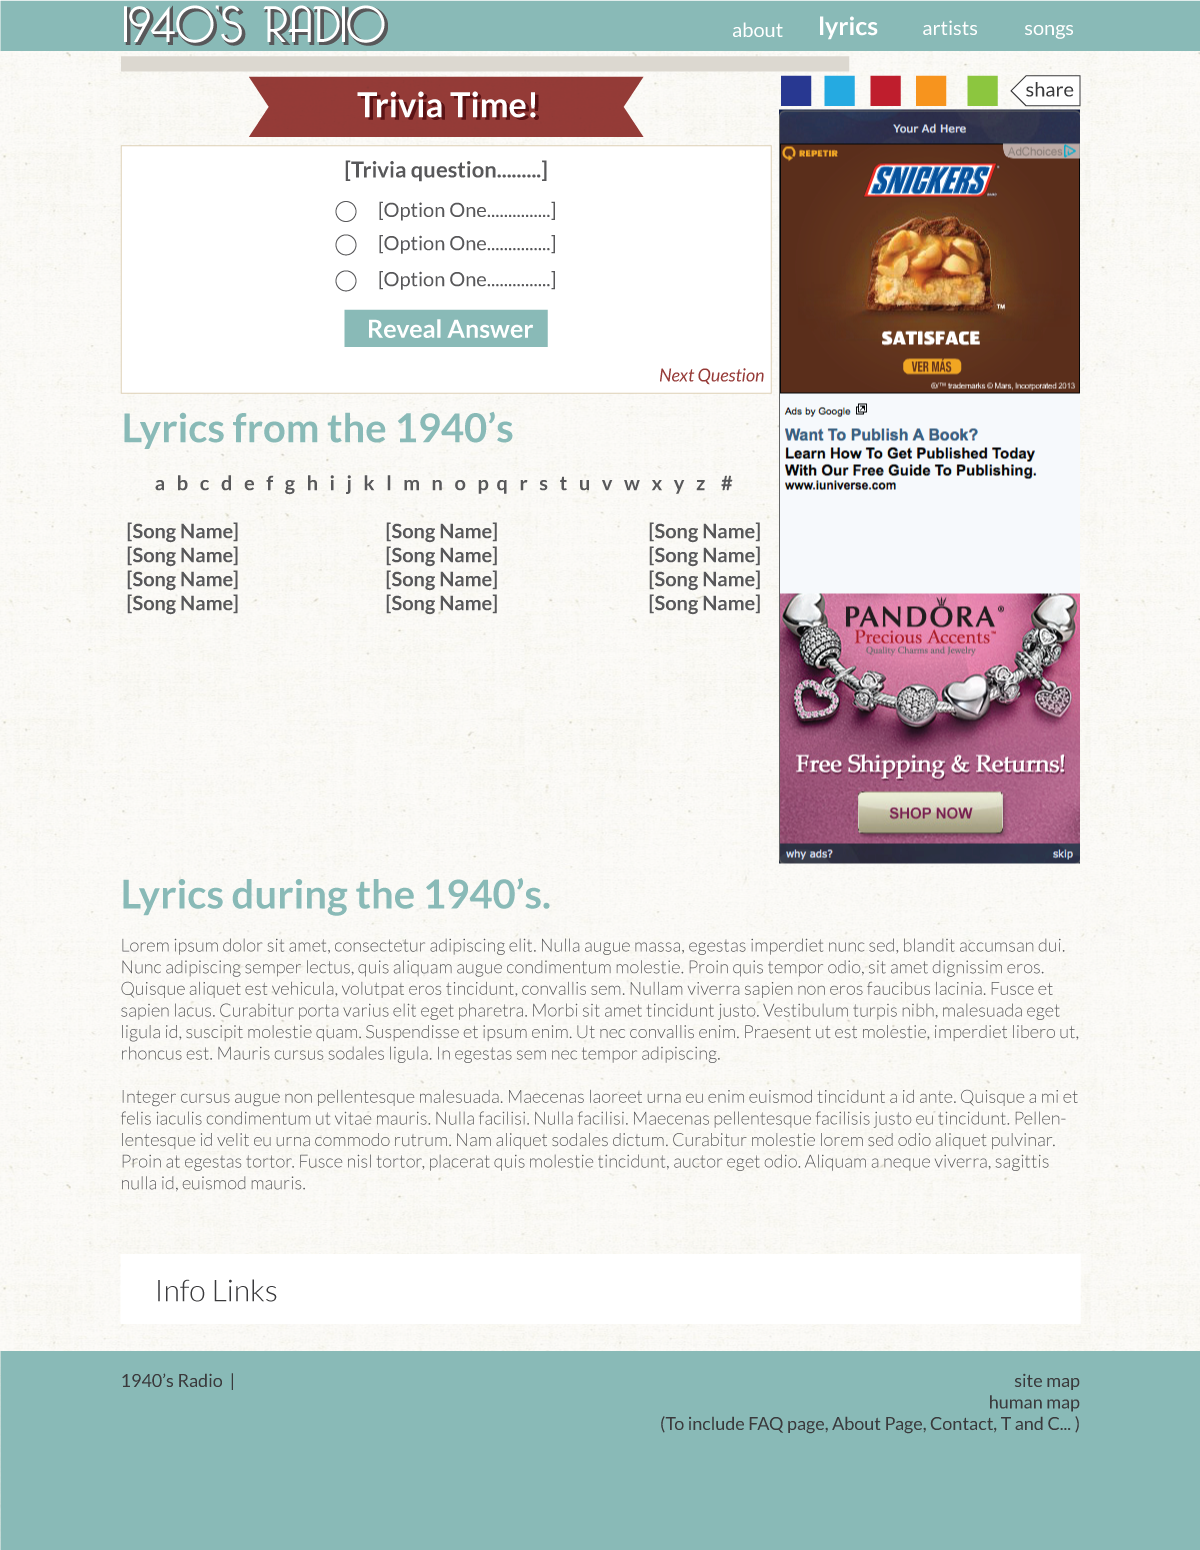 1940'S RADIO
about lyrics artists songs
Trivia Time!
share
[Trivia question.........]
[Option One...............]
[Option One...............]
[Option One...............]
Reveal Answer
Next Question
Your Ad Here
REPETIR
AdChoices
SNICKERS
™
SATISFACE
VER MÁS
®/™ trademarks © Mars, Incorporated 2013
Ads by Google
Want To Publish A Book?
Learn How To Get Published Today
With Our Free Guide To Publishing.
www.iuniverse.com
Lyrics from the 1940’s
a b c d e f g h i j k l m n o p q r s t u v w x y z #
[Song Name] [Song Name] [Song Name]
[Song Name] [Song Name] [Song Name]
[Song Name] [Song Name] [Song Name]
[Song Name] [Song Name] [Song Name]
PANDORA®
Precious Accents™
Quality Charms and Jewelry
Free Shipping & Returns!
SHOP NOW
why ads? skip
Lyrics during the 1940’s.
Lorem ipsum dolor sit amet, consectetur adipiscing elit. Nulla augue massa, egestas imperdiet nunc sed, blandit accumsan dui.
Nunc adipiscing semper lectus, quis aliquam augue condimentum molestie. Proin quis tempor odio, sit amet dignissim eros.
Quisque aliquet est vehicula, volutpat eros tincidunt, convallis sem. Nullam viverra sapien non eros faucibus lacinia. Fusce et
sapien lacus. Curabitur porta varius elit eget pharetra. Morbi sit amet tincidunt justo. Vestibulum turpis nibh, malesuada eget
ligula id, suscipit molestie quam. Suspendisse et ipsum enim. Ut nec convallis enim. Praesent ut est molestie, imperdiet libero ut,
rhoncus est. Mauris cursus sodales ligula. In egestas sem nec tempor adipiscing.
Integer cursus augue non pellentesque malesuada. Maecenas laoreet urna eu enim euismod tincidunt a id ante. Quisque a mi et
felis iaculis condimentum ut vitae mauris. Nulla facilisi. Nulla facilisi. Maecenas pellentesque facilisis justo eu tincidunt. Pellen-
lentesque id velit eu urna commodo rutrum. Nam aliquet sodales dictum. Curabitur molestie lorem sed odio aliquet pulvinar.
Proin at egestas tortor. Fusce nisl tortor, placerat quis molestie tincidunt, auctor eget odio. Aliquam a neque viverra, sagittis
nulla id, euismod mauris.
Info Links
1940’s Radio |
site map
human map
(To include FAQ page, About Page, Contact, T and C... )